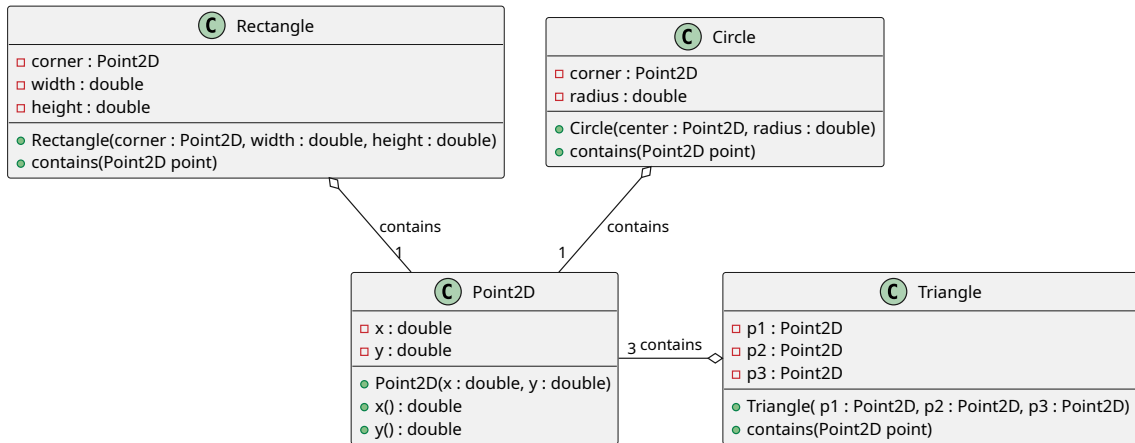 C Rectangle
corner : Point2D
width : double
height : double
Rectangle(corner : Point2D, width : double, height : double)
contains(Point2D point)
C Circle
corner : Point2D
radius : double
Circle(center : Point2D, radius : double)
contains(Point2D point)
contains
1
contains
1
C Point2D
x : double
y : double
Point2D(x : double, y : double)
x() : double
y() : double
3 contains
C Triangle
p1 : Point2D
p2 : Point2D
p3 : Point2D
Triangle( p1 : Point2D, p2 : Point2D, p3 : Point2D)
contains(Point2D point)